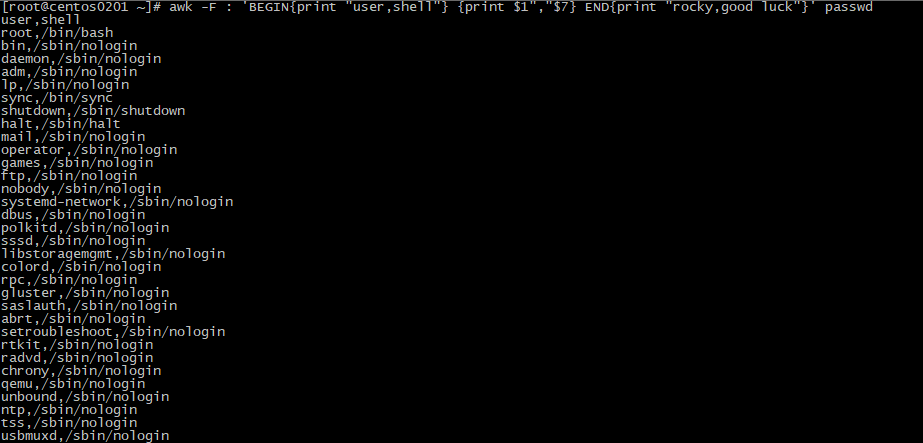 [root@centos0201 ~]# awk -F : 'BEGIN{print "user,shell"} {print $1","$7} END{print "rocky,good luck"}' passwd
user,shell
root,/bin/bash
bin,/sbin/nologin
daemon,/sbin/nologin
adm,/sbin/nologin
lp,/sbin/nologin
sync,/bin/sync
shutdown,/sbin/shutdown
halt,/sbin/halt
mail,/sbin/nologin
operator,/sbin/nologin
games,/sbin/nologin
ftp,/sbin/nologin
nobody,/sbin/nologin
systemd-network,/sbin/nologin
dbus,/sbin/nologin
polkitd,/sbin/nologin
sssd,/sbin/nologin
libstoragemgmt,/sbin/nologin
colord,/sbin/nologin
rpc,/sbin/nologin
gluster,/sbin/nologin
saslauth,/sbin/nologin
abrt,/sbin/nologin
setroubleshoot,/sbin/nologin
rtkit,/sbin/nologin
radvd,/sbin/nologin
chrony,/sbin/nologin
qemu,/sbin/nologin
unbound,/sbin/nologin
ntp,/sbin/nologin
tss,/sbin/nologin
usbmuxd,/sbin/nologin